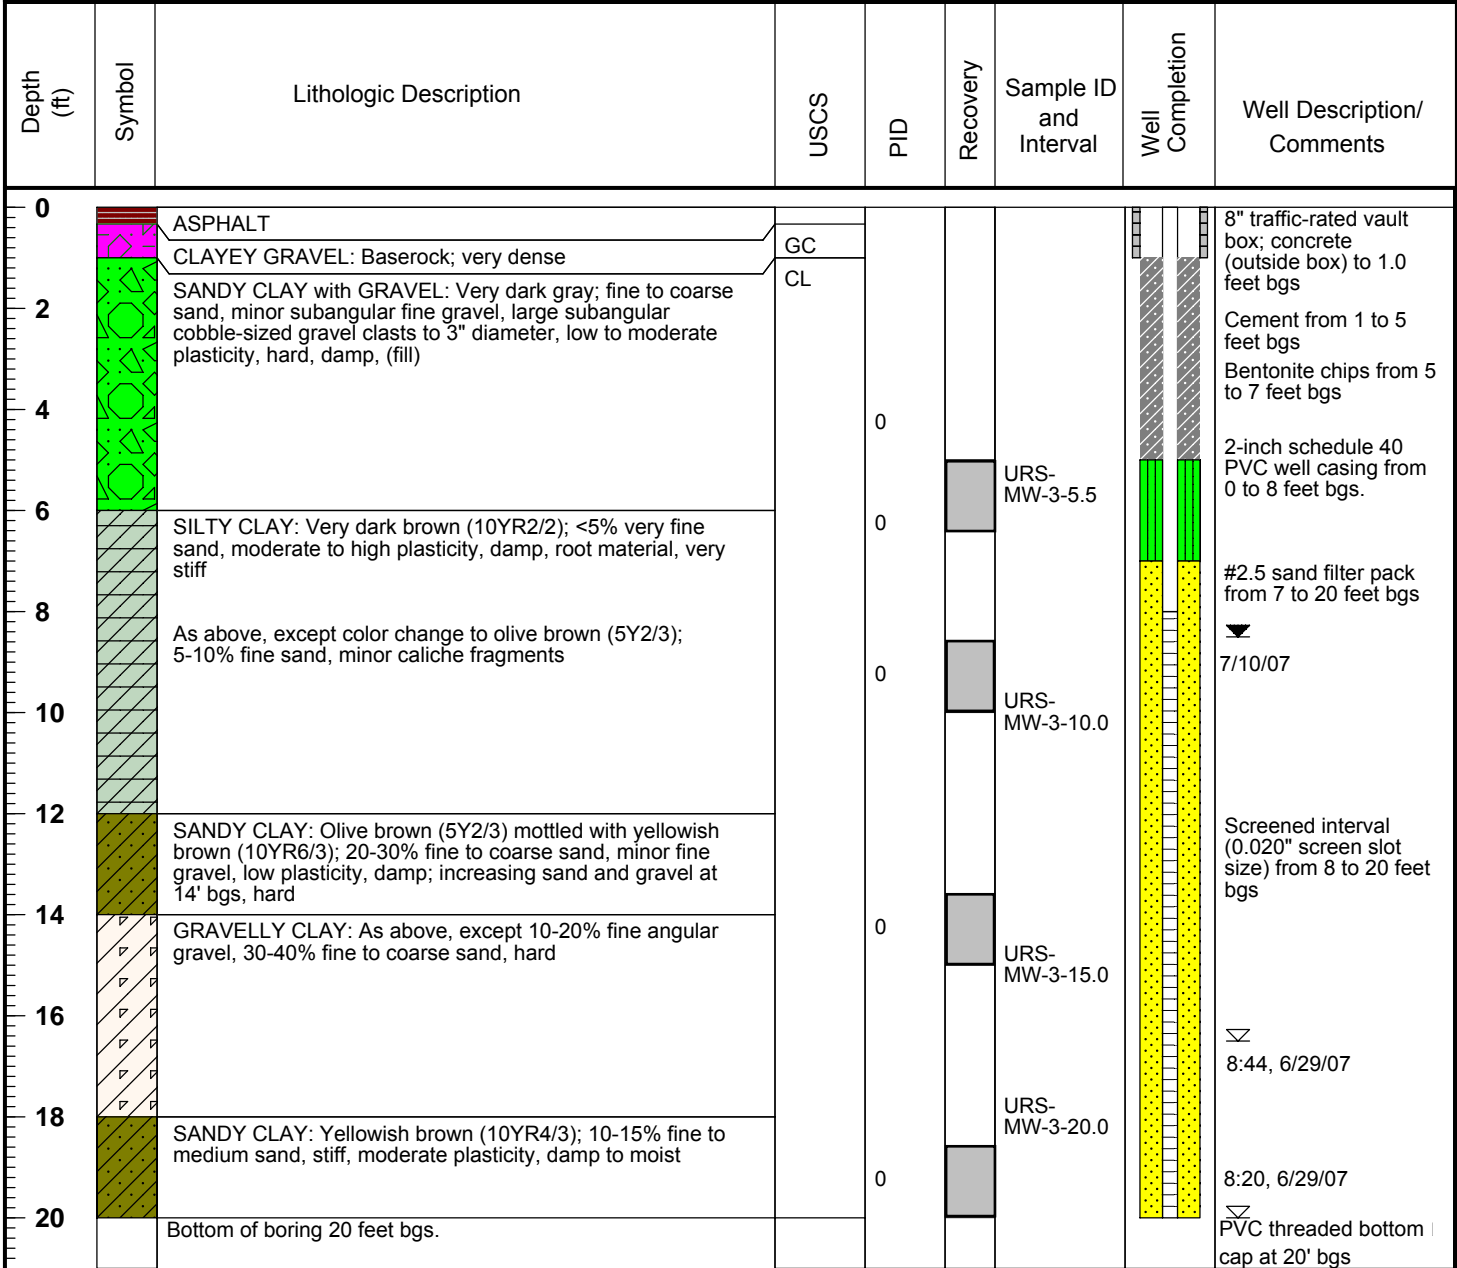 Depth
(ft)
Symbol
Lithologic Description
USCS
PID
Recovery
Sample ID
and
Interval
Well
Completion
Well Description/
Comments
0
2
4
6
8
10
12
14
16
18
20
ASPHALT
CLAYEY GRAVEL: Baserock; very dense
SANDY CLAY with GRAVEL: Very dark gray; fine to coarse
sand, minor subangular fine gravel, large subangular
cobble-sized gravel clasts to 3" diameter, low to moderate
plasticity, hard, damp, (fill)
SILTY CLAY: Very dark brown (10YR2/2); <5% very fine
sand, moderate to high plasticity, damp, root material, very
stiff
As above, except color change to olive brown (5Y2/3);
5-10% fine sand, minor caliche fragments
SANDY CLAY: Olive brown (5Y2/3) mottled with yellowish
brown (10YR6/3); 20-30% fine to coarse sand, minor fine
gravel, low plasticity, damp; increasing sand and gravel at
14' bgs, hard
GRAVELLY CLAY: As above, except 10-20% fine angular
gravel, 30-40% fine to coarse sand, hard
SANDY CLAY: Yellowish brown (10YR4/3); 10-15% fine to
medium sand, stiff, moderate plasticity, damp to moist
Bottom of boring 20 feet bgs.
GC
CL
0
0
0
0
0
URS-
MW-3-5.5
URS-
MW-3-10.0
URS-
MW-3-15.0
URS-
MW-3-20.0
8" traffic-rated vault
box; concrete
(outside box) to 1.0
feet bgs
Cement from 1 to 5
feet bgs
Bentonite chips from 5
to 7 feet bgs
2-inch schedule 40
PVC well casing from
0 to 8 feet bgs.
#2.5 sand filter pack
from 7 to 20 feet bgs
7/10/07
Screened interval
(0.020" screen slot
size) from 8 to 20 feet
bgs
8:44, 6/29/07
8:20, 6/29/07
PVC threaded bottom
cap at 20' bgs